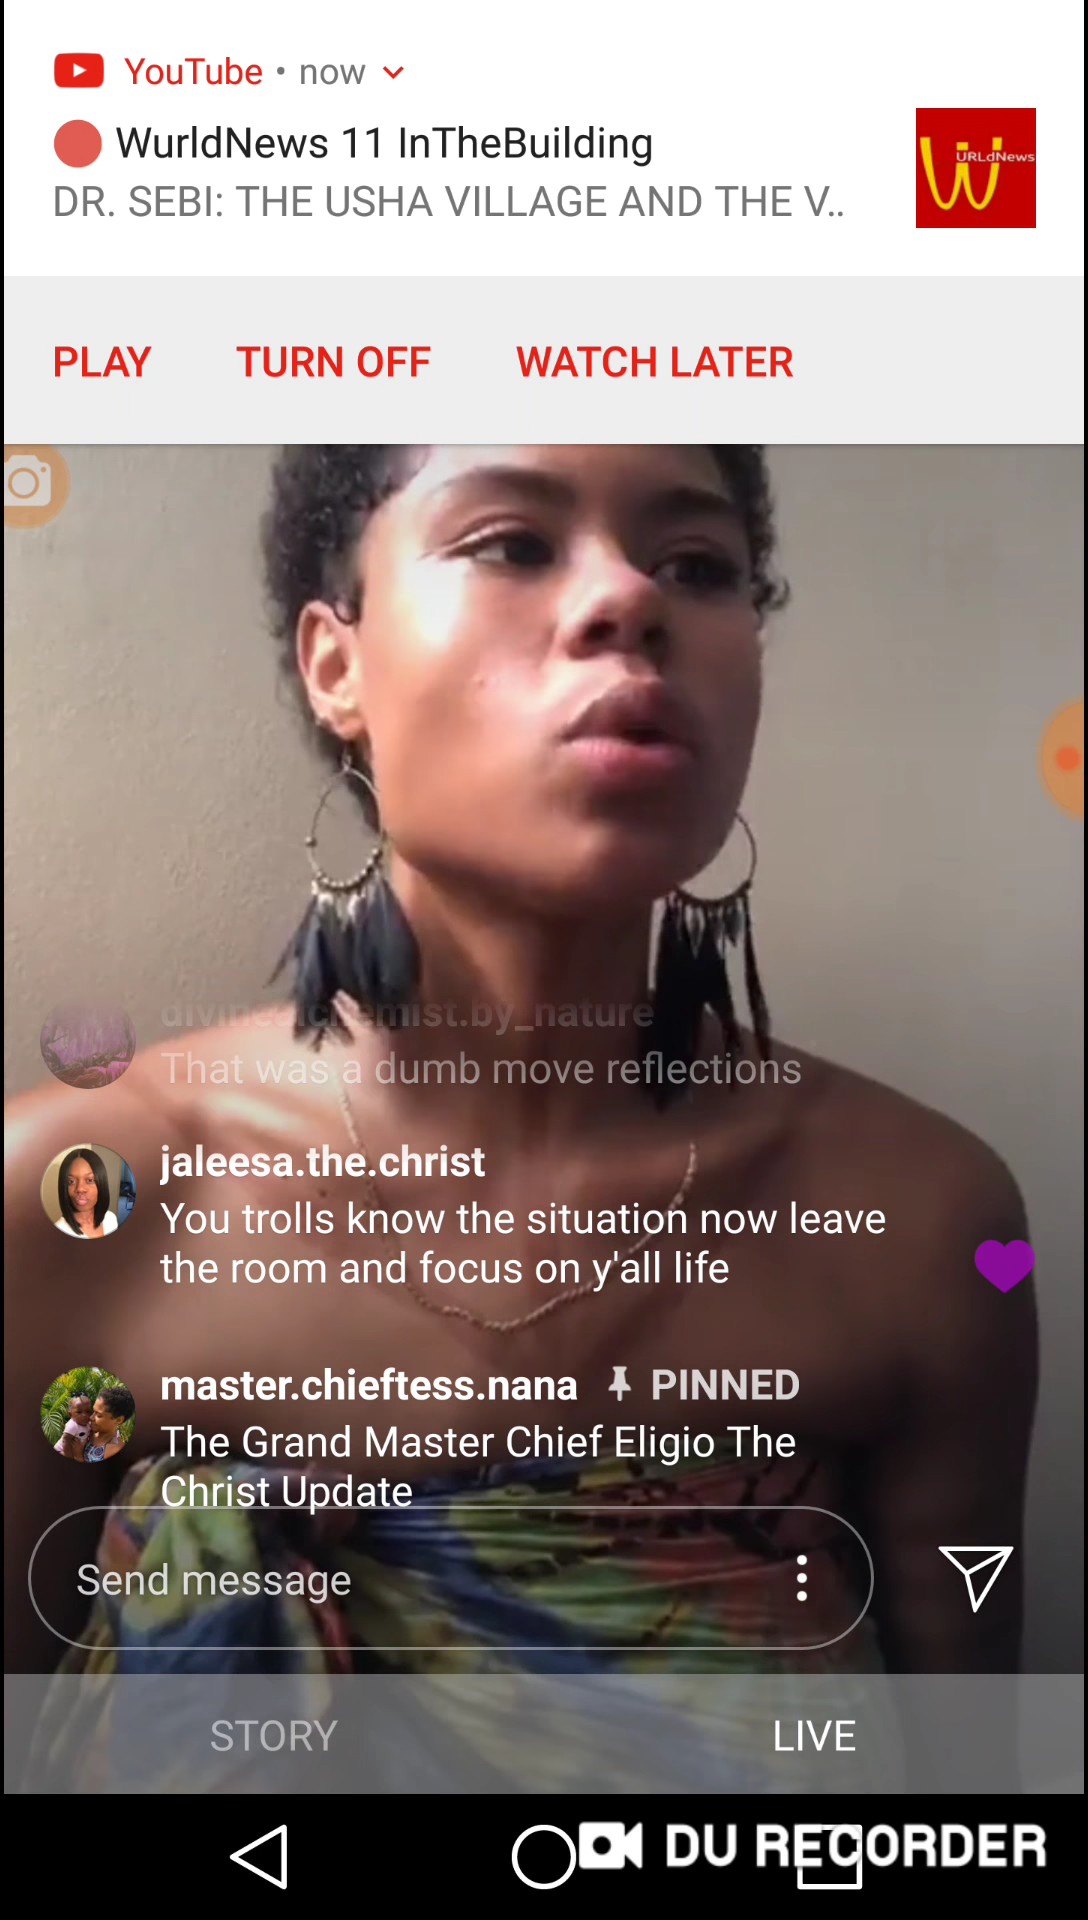 YouTube • now
WurldNews 11 InTheBuilding
URLdNews
DR. SEBI: THE USHA VILLAGE AND THE V..
PLAY TURN OFF WATCH LATER
divinealchemist.by_nature
That was a dumb move reflections
jaleesa.the.christ
You trolls know the situation now leave
the room and focus on y'all life
master.chieftess.nana PINNED
The Grand Master Chief Eligio The
Christ Update
Send message
STORY LIVE
DU RECORDER